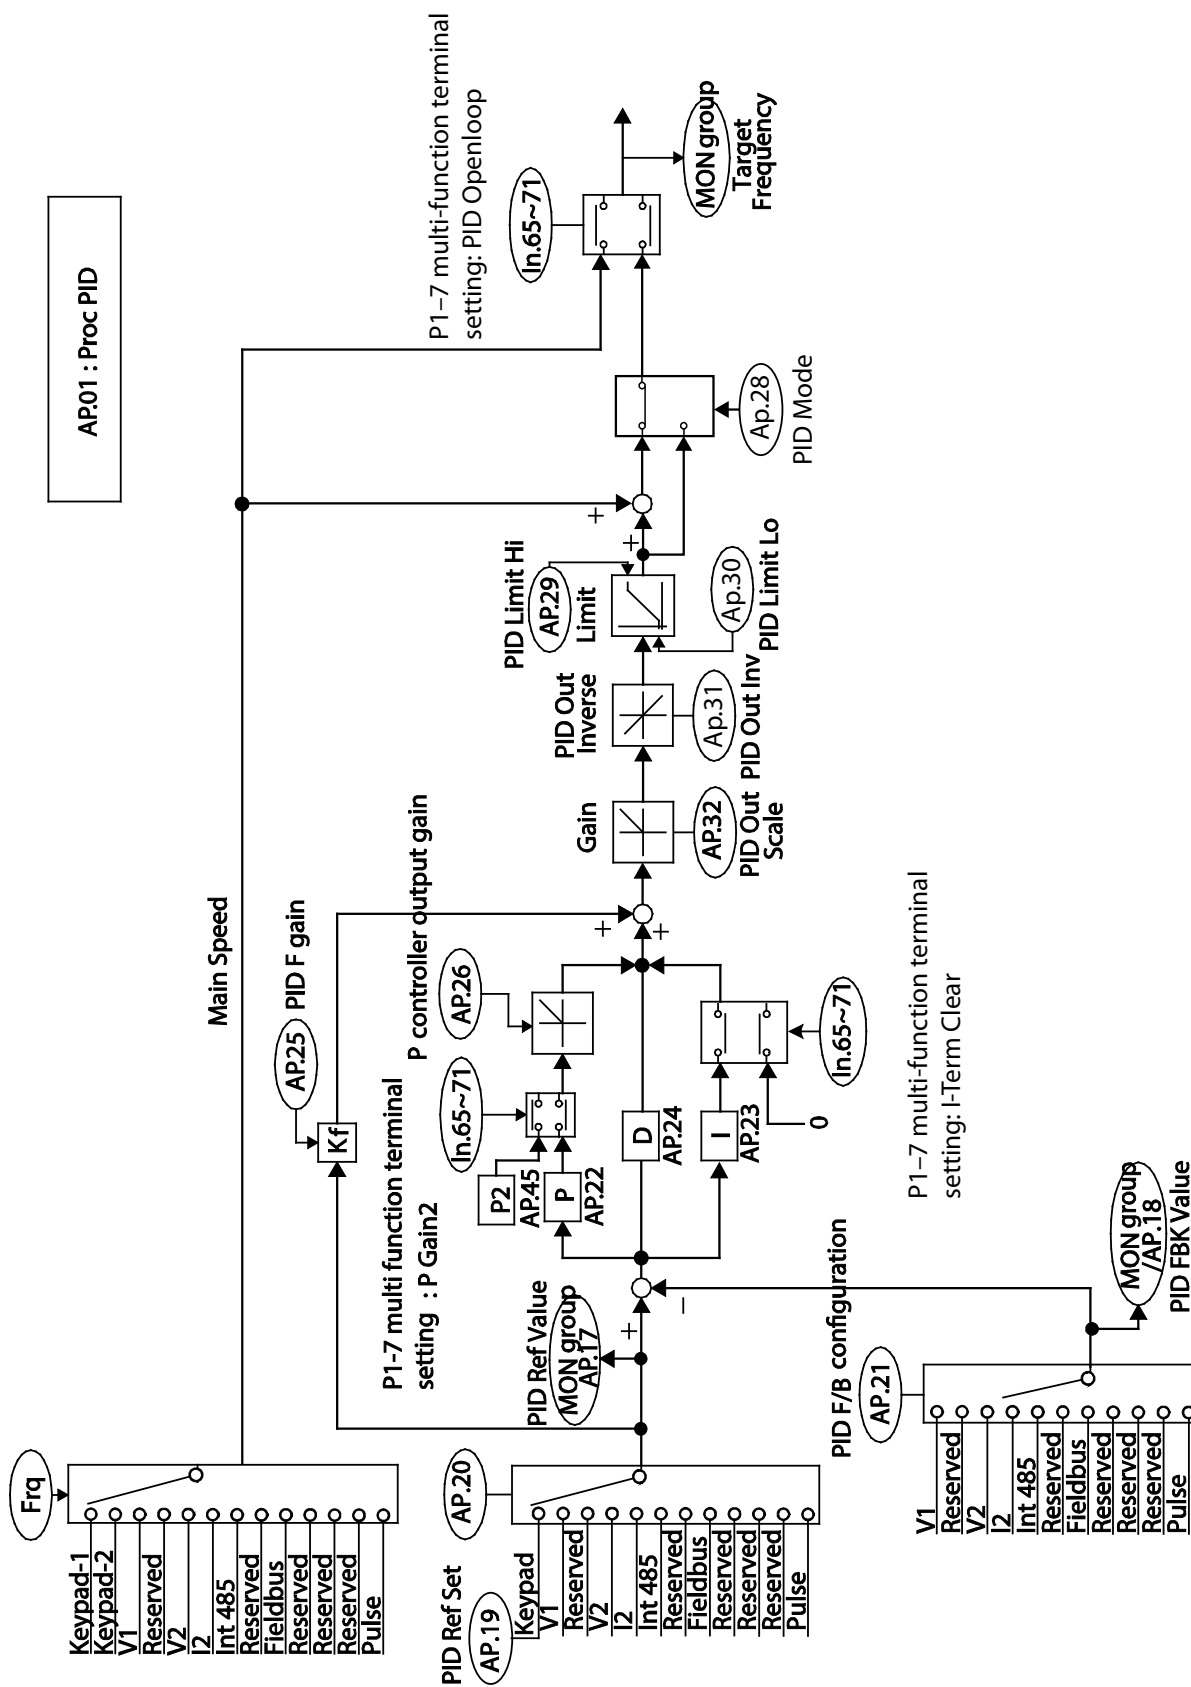 AP.01 : Proc PID
Frq
Keypad-1
Keypad-2
V1
Reserved
V2
I2
Int 485
Reserved
Fieldbus
Reserved
Reserved
Reserved
Pulse
Main Speed
AP.25
PID F gain
Kf
P controller output gain
AP.26
P1-7 multi function terminal
setting : P Gain2
In.65~71
P2
AP.45
P
AP.22
D
AP.24
I
AP.23
0
In.65~71
P1–7 multi-function terminal
setting: I-Term Clear
PID Ref Set
AP.19
AP.20
Keypad
V1
Reserved
V2
I2
Int 485
Reserved
Fieldbus
Reserved
Reserved
Reserved
Pulse
PID Ref Value
MON group
AP.17
+
–
PID F/B configuration
AP.21
V1
Reserved
V2
I2
Int 485
Reserved
Fieldbus
Reserved
Reserved
Reserved
Pulse
MON group
/AP.18
PID FBK Value
+
+
Gain
AP.32
PID Out
Scale
PID Out
Inverse
Ap.31
PID Out Inv
PID Limit Hi
AP.29
Limit
Ap.30
PID Limit Lo
+
+
Ap.28
PID Mode
P1–7 multi-function terminal
setting: PID Openloop
In.65~71
MON group
Target
Frequency